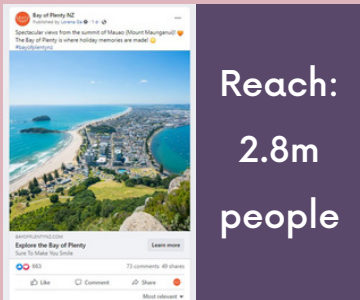 Bay of Plenty NZ
Published by Lorena Ge
Spectacular views from the summit of Mauao (Mount Maunganui)!
The Bay of Plenty is where holiday memories are made!
#bayofplentynz
BAYOFPLENTYNZ.COM
Explore the Bay of Plenty
Sure To Make You Smile
Learn more
883
73 comments 49 shares
Like
Comment
Share
Most relevant
Reach:
2.8m
people